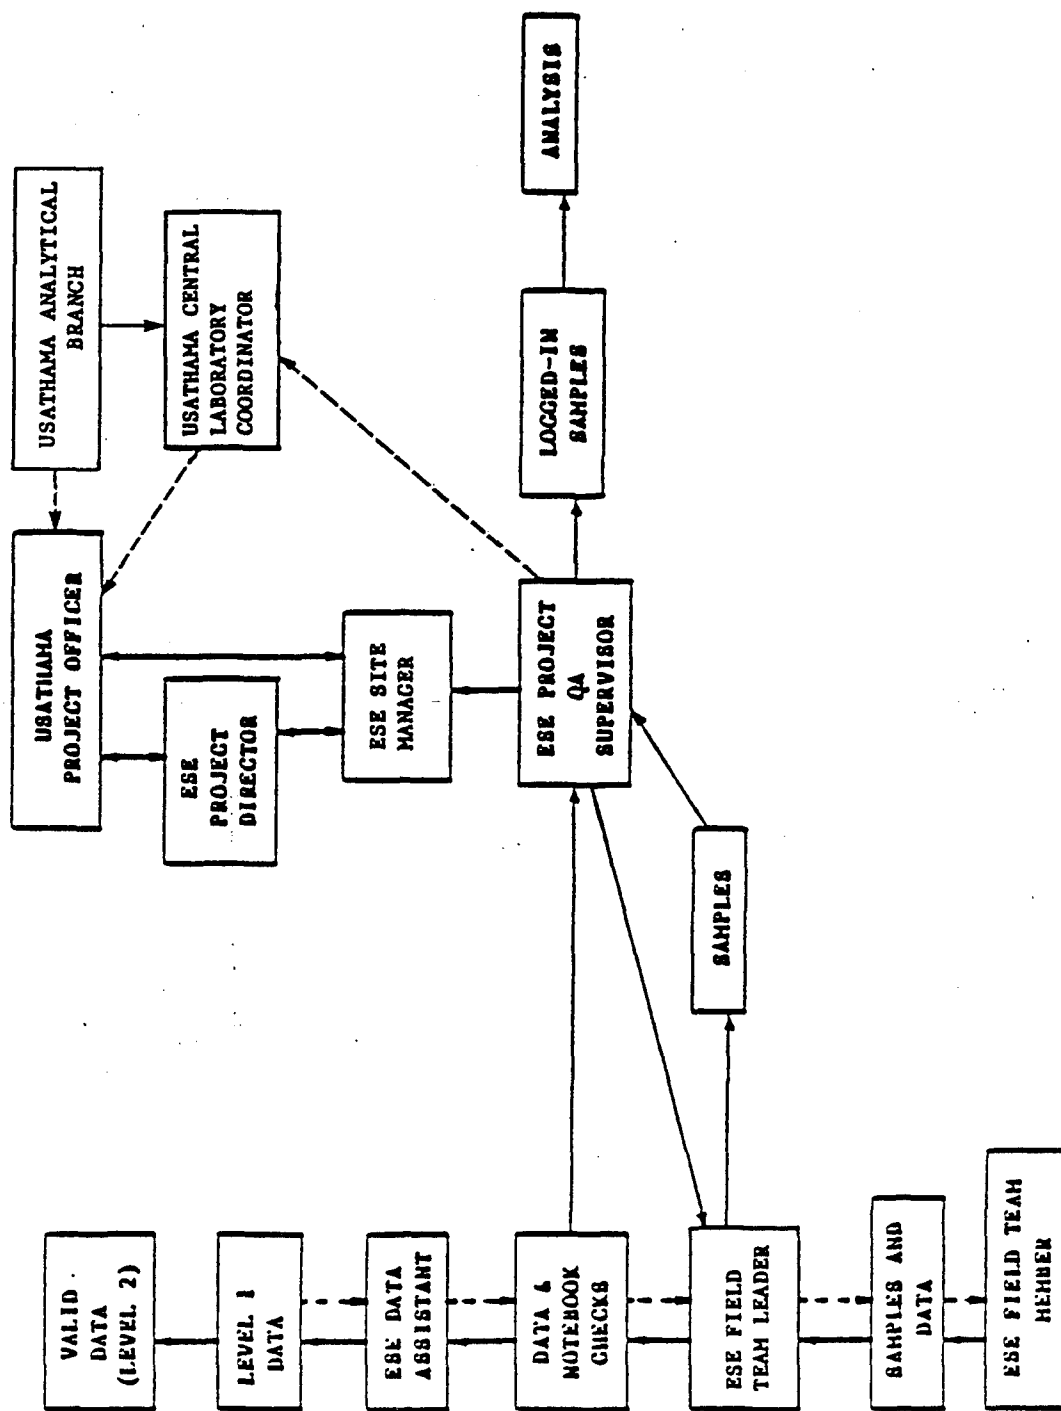 VALID
DATA
(LEVEL 2)
LEVEL 1
DATA
ESE DATA
ASSISTANT
DATA &
NOTEBOOK
CHECKS
ESE FIELD
TEAM LEADER
SAMPLES AND
DATA
ESE FIELD TEAM
MEMBER
SAMPLES
USATHAMA
PROJECT OFFICER
ESE
PROJECT
DIRECTOR
ESE SITE
MANAGER
ESE PROJECT
QA
SUPERVISOR
USATHAMA ANALYTICAL
BRANCH
USATHAMA CENTRAL
LABORATORY
COORDINATOR
LOGGED-IN
SAMPLES
ANALYSIS